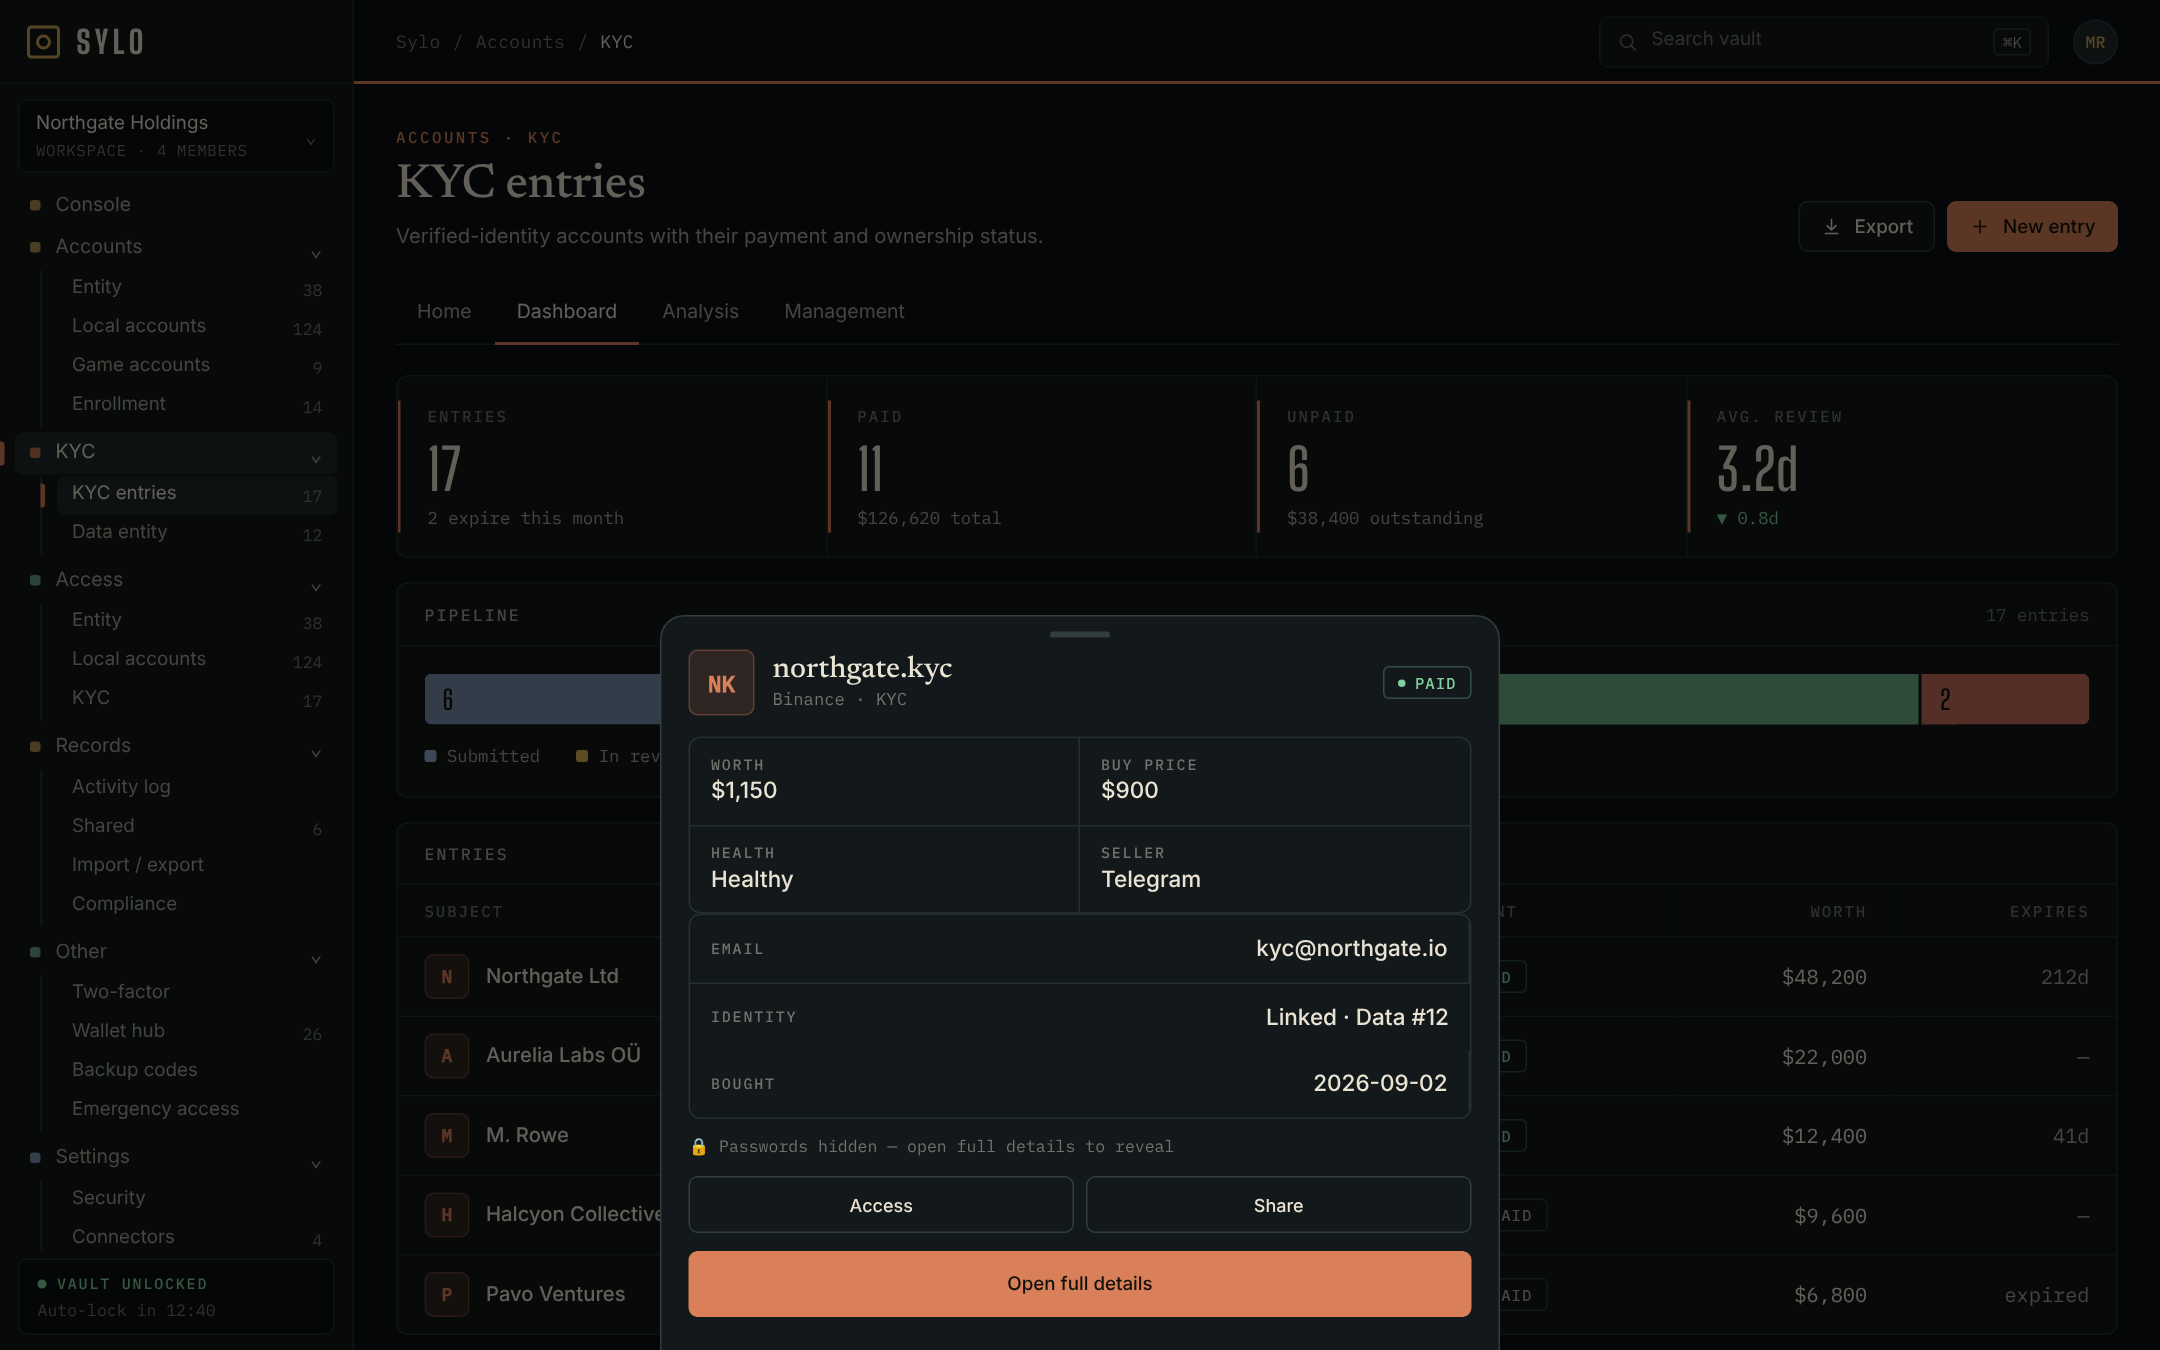 SYLO
Sylo / Accounts / KYC
Search vault
⌘K
MR
Northgate Holdings
WORKSPACE · 4 MEMBERS
Console
Accounts
Entity 38
Local accounts 124
Game accounts 9
Enrollment 14
KYC
KYC entries 17
Data entity 12
Access
Entity 38
Local accounts 124
KYC 17
Records
Activity log
Shared 6
Import / export
Compliance
Other
Two-factor
Wallet hub 26
Backup codes
Emergency access
Settings
Security
Connectors 4
VAULT UNLOCKED
Auto-lock in 12:40
ACCOUNTS · KYC
KYC entries
Verified-identity accounts with their payment and ownership status.
Export
+ New entry
Home Dashboard Analysis Management
ENTRIES
17
2 expire this month
PAID
11
$126,620 total
UNPAID
6
$38,400 outstanding
AVG. REVIEW
3.2d
▼ 0.8d
PIPELINE 17 entries
6 2
Submitted In rev
ENTRIES
SUBJECT NT WORTH EXPIRES
N Northgate Ltd D $48,200 212d
A Aurelia Labs OÜ D $22,000 —
M M. Rowe D $12,400 41d
H Halcyon Collective AID $9,600 —
P Pavo Ventures AID $6,800 expired
NK
northgate.kyc
Binance · KYC
PAID
WORTH
$1,150
BUY PRICE
$900
HEALTH
Healthy
SELLER
Telegram
EMAIL kyc@northgate.io
IDENTITY Linked · Data #12
BOUGHT 2026-09-02
🔒 Passwords hidden — open full details to reveal
Access
Share
Open full details